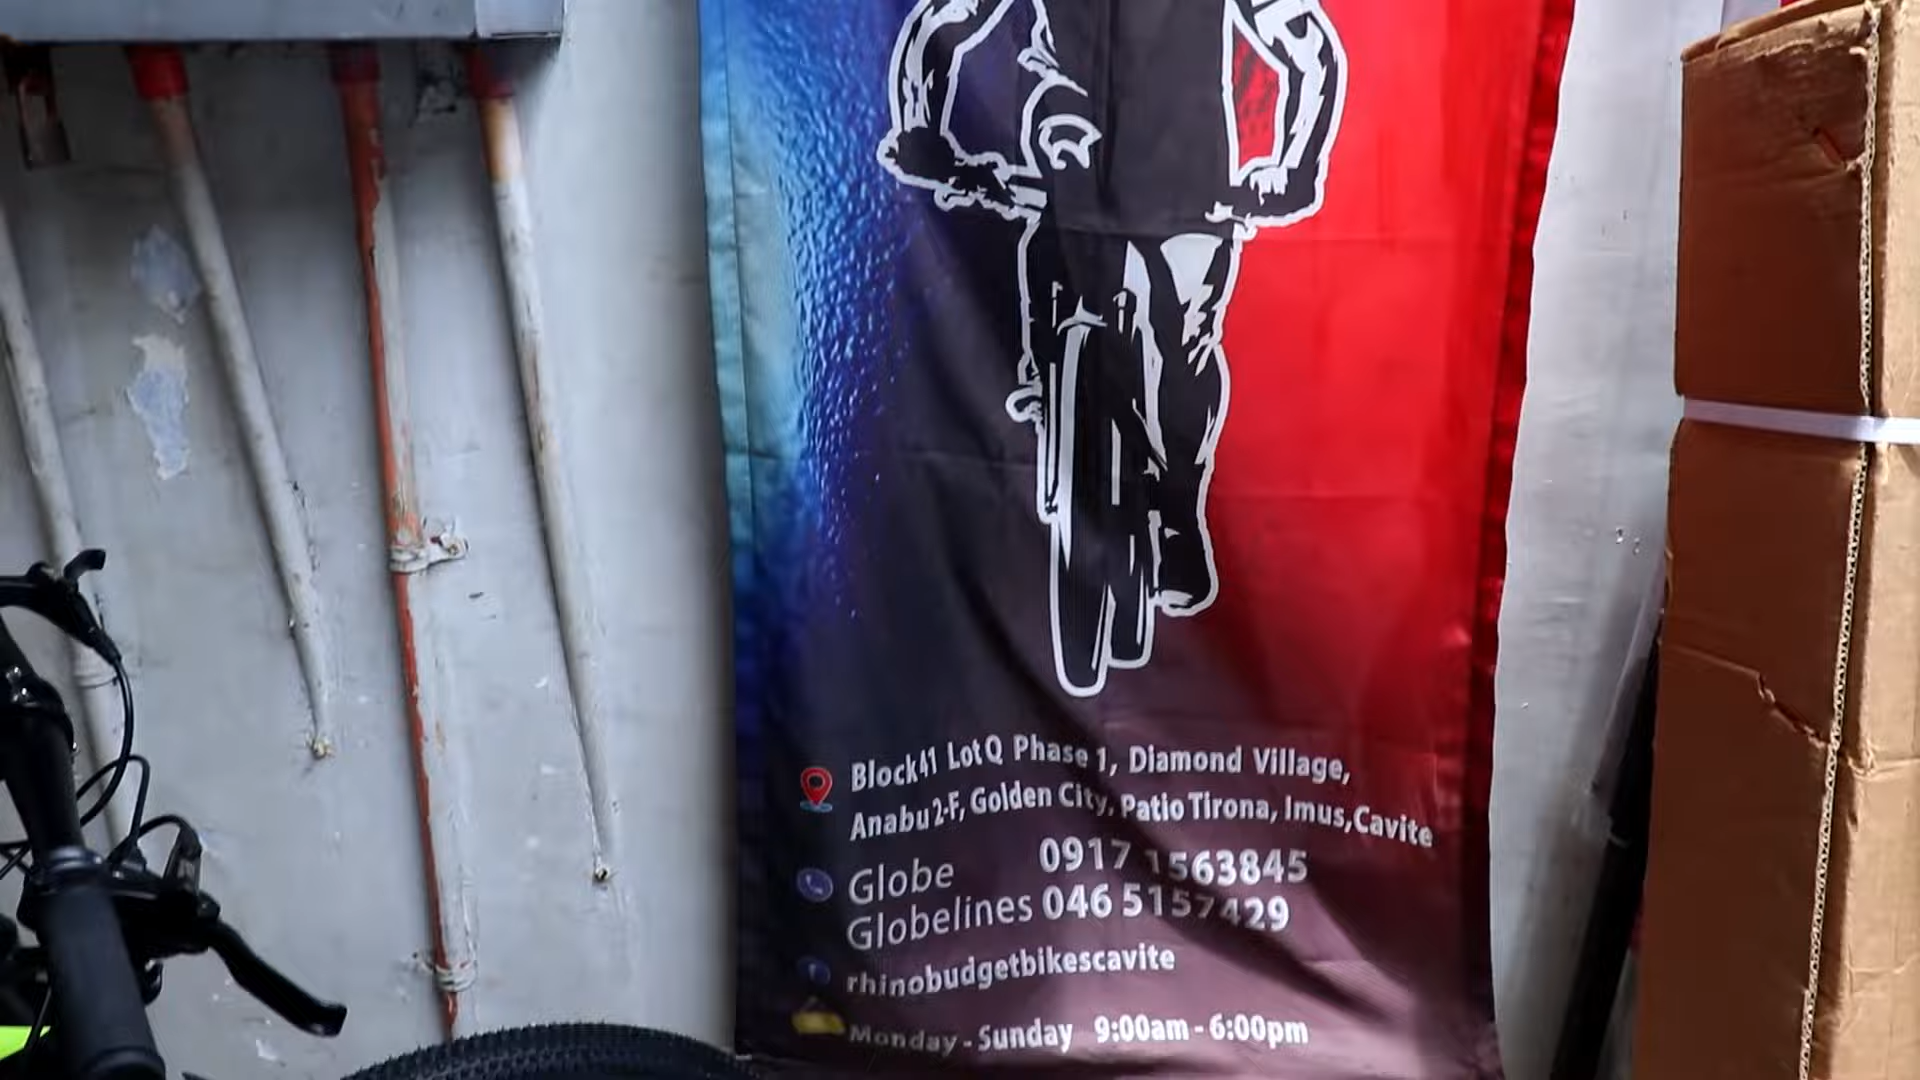 Block41 LotQ Phase 1, Diamond Village,
Anabu 2-F, Golden City, Patio Tirona, Imus,Cavite
Globe 0917 1563845
Globelines 046 5157429
rhinobudgetbikescavite
Monday - Sunday 9:00am - 6:00pm